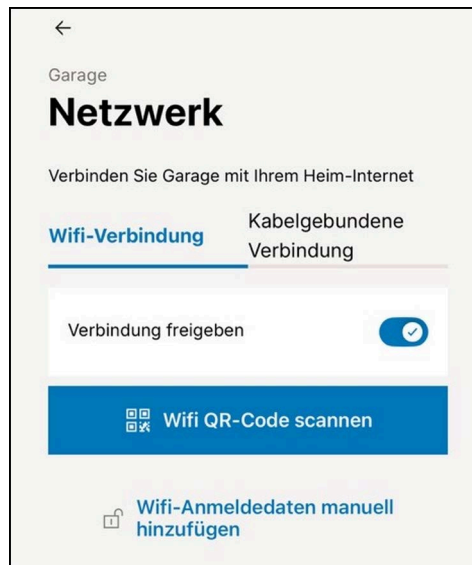 Garage
Netzwerk
Verbinden Sie Garage mit Ihrem Heim-Internet
Wifi-Verbindung
Kabelgebundene
Verbindung
Verbindung freigeben
Wifi QR-Code scannen
Wifi-Anmeldedaten manuell
hinzufügen